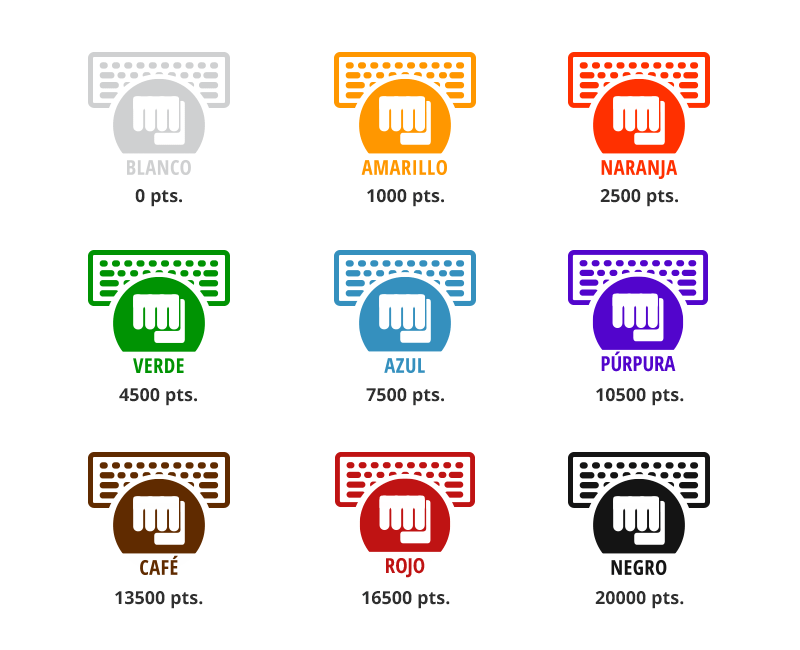 BLANCO
0 pts.
AMARILLO
1000 pts.
NARANJA
2500 pts.
VERDE
4500 pts.
AZUL
7500 pts.
PÚRPURA
10500 pts.
CAFÉ
13500 pts.
ROJO
16500 pts.
NEGRO
20000 pts.